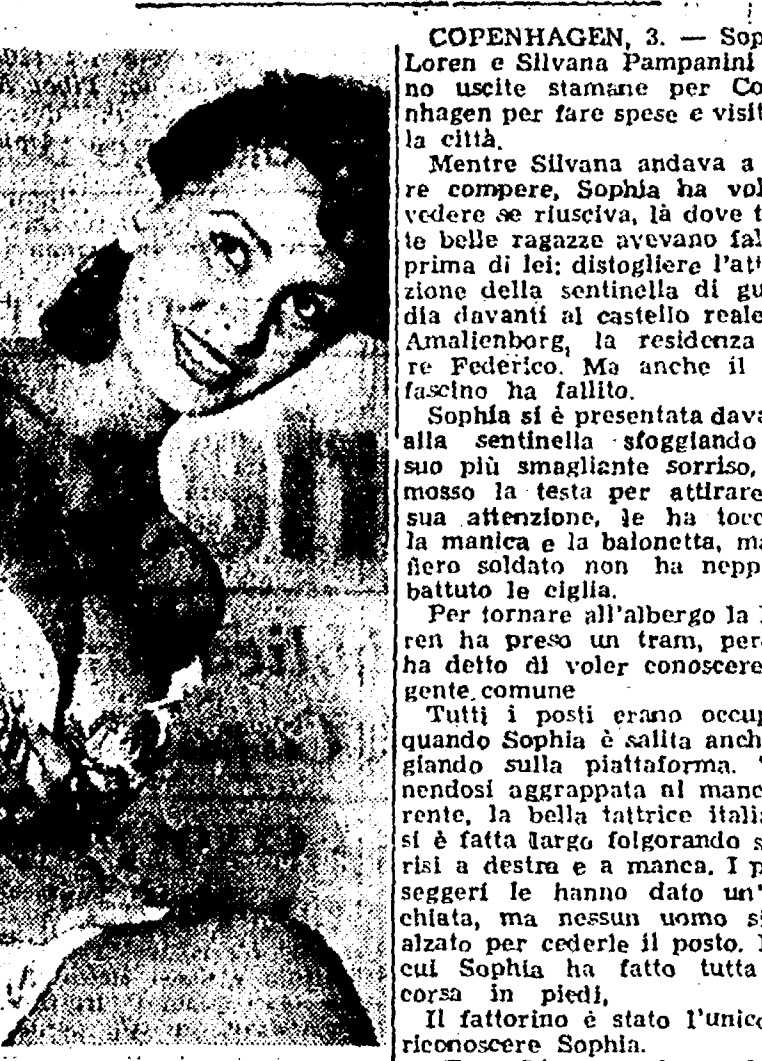 COPENHAGEN, 3. — Sop
Loren e Silvana Pampanini
no uscite stamane per Co
nhagen per fare spese e visit
la città.
Mentre Silvana andava a
re compere, Sophia ha vol
vedere se riusciva, là dove t
te belle ragazze avevano fal
prima di lei: distogliere l'att
zione della sentinella di gu
dia davanti al castello reale
Amalienborg, la residenza
re Federico. Ma anche il
fascino ha fallito.
Sophia si è presentata dava
alla sentinella sfoggiando
suo più smagliante sorriso,
mosso la testa per attirare
sua attenzione, le ha tocc
la manica e la baionetta, ma
fiero soldato non ha nepp
battuto le ciglia.
Per tornare all'albergo la L
ren ha preso un tram, per
ha detto di voler conoscere
gente comune
Tutti i posti erano occup
quando Sophia è salita anch
giando sulla piattaforma.
nendosi aggrappata al manc
rente, la bella tattrice italia
si è fatta largo folgorando s
risi a destra e a manca. I p
seggeri le hanno dato un'
chiata, ma nessun uomo si
alzato per cederle il posto.
cui Sophia ha fatto tutta
corsa in piedi,
Il fattorino è stato l'unico
riconoscere Sophia.